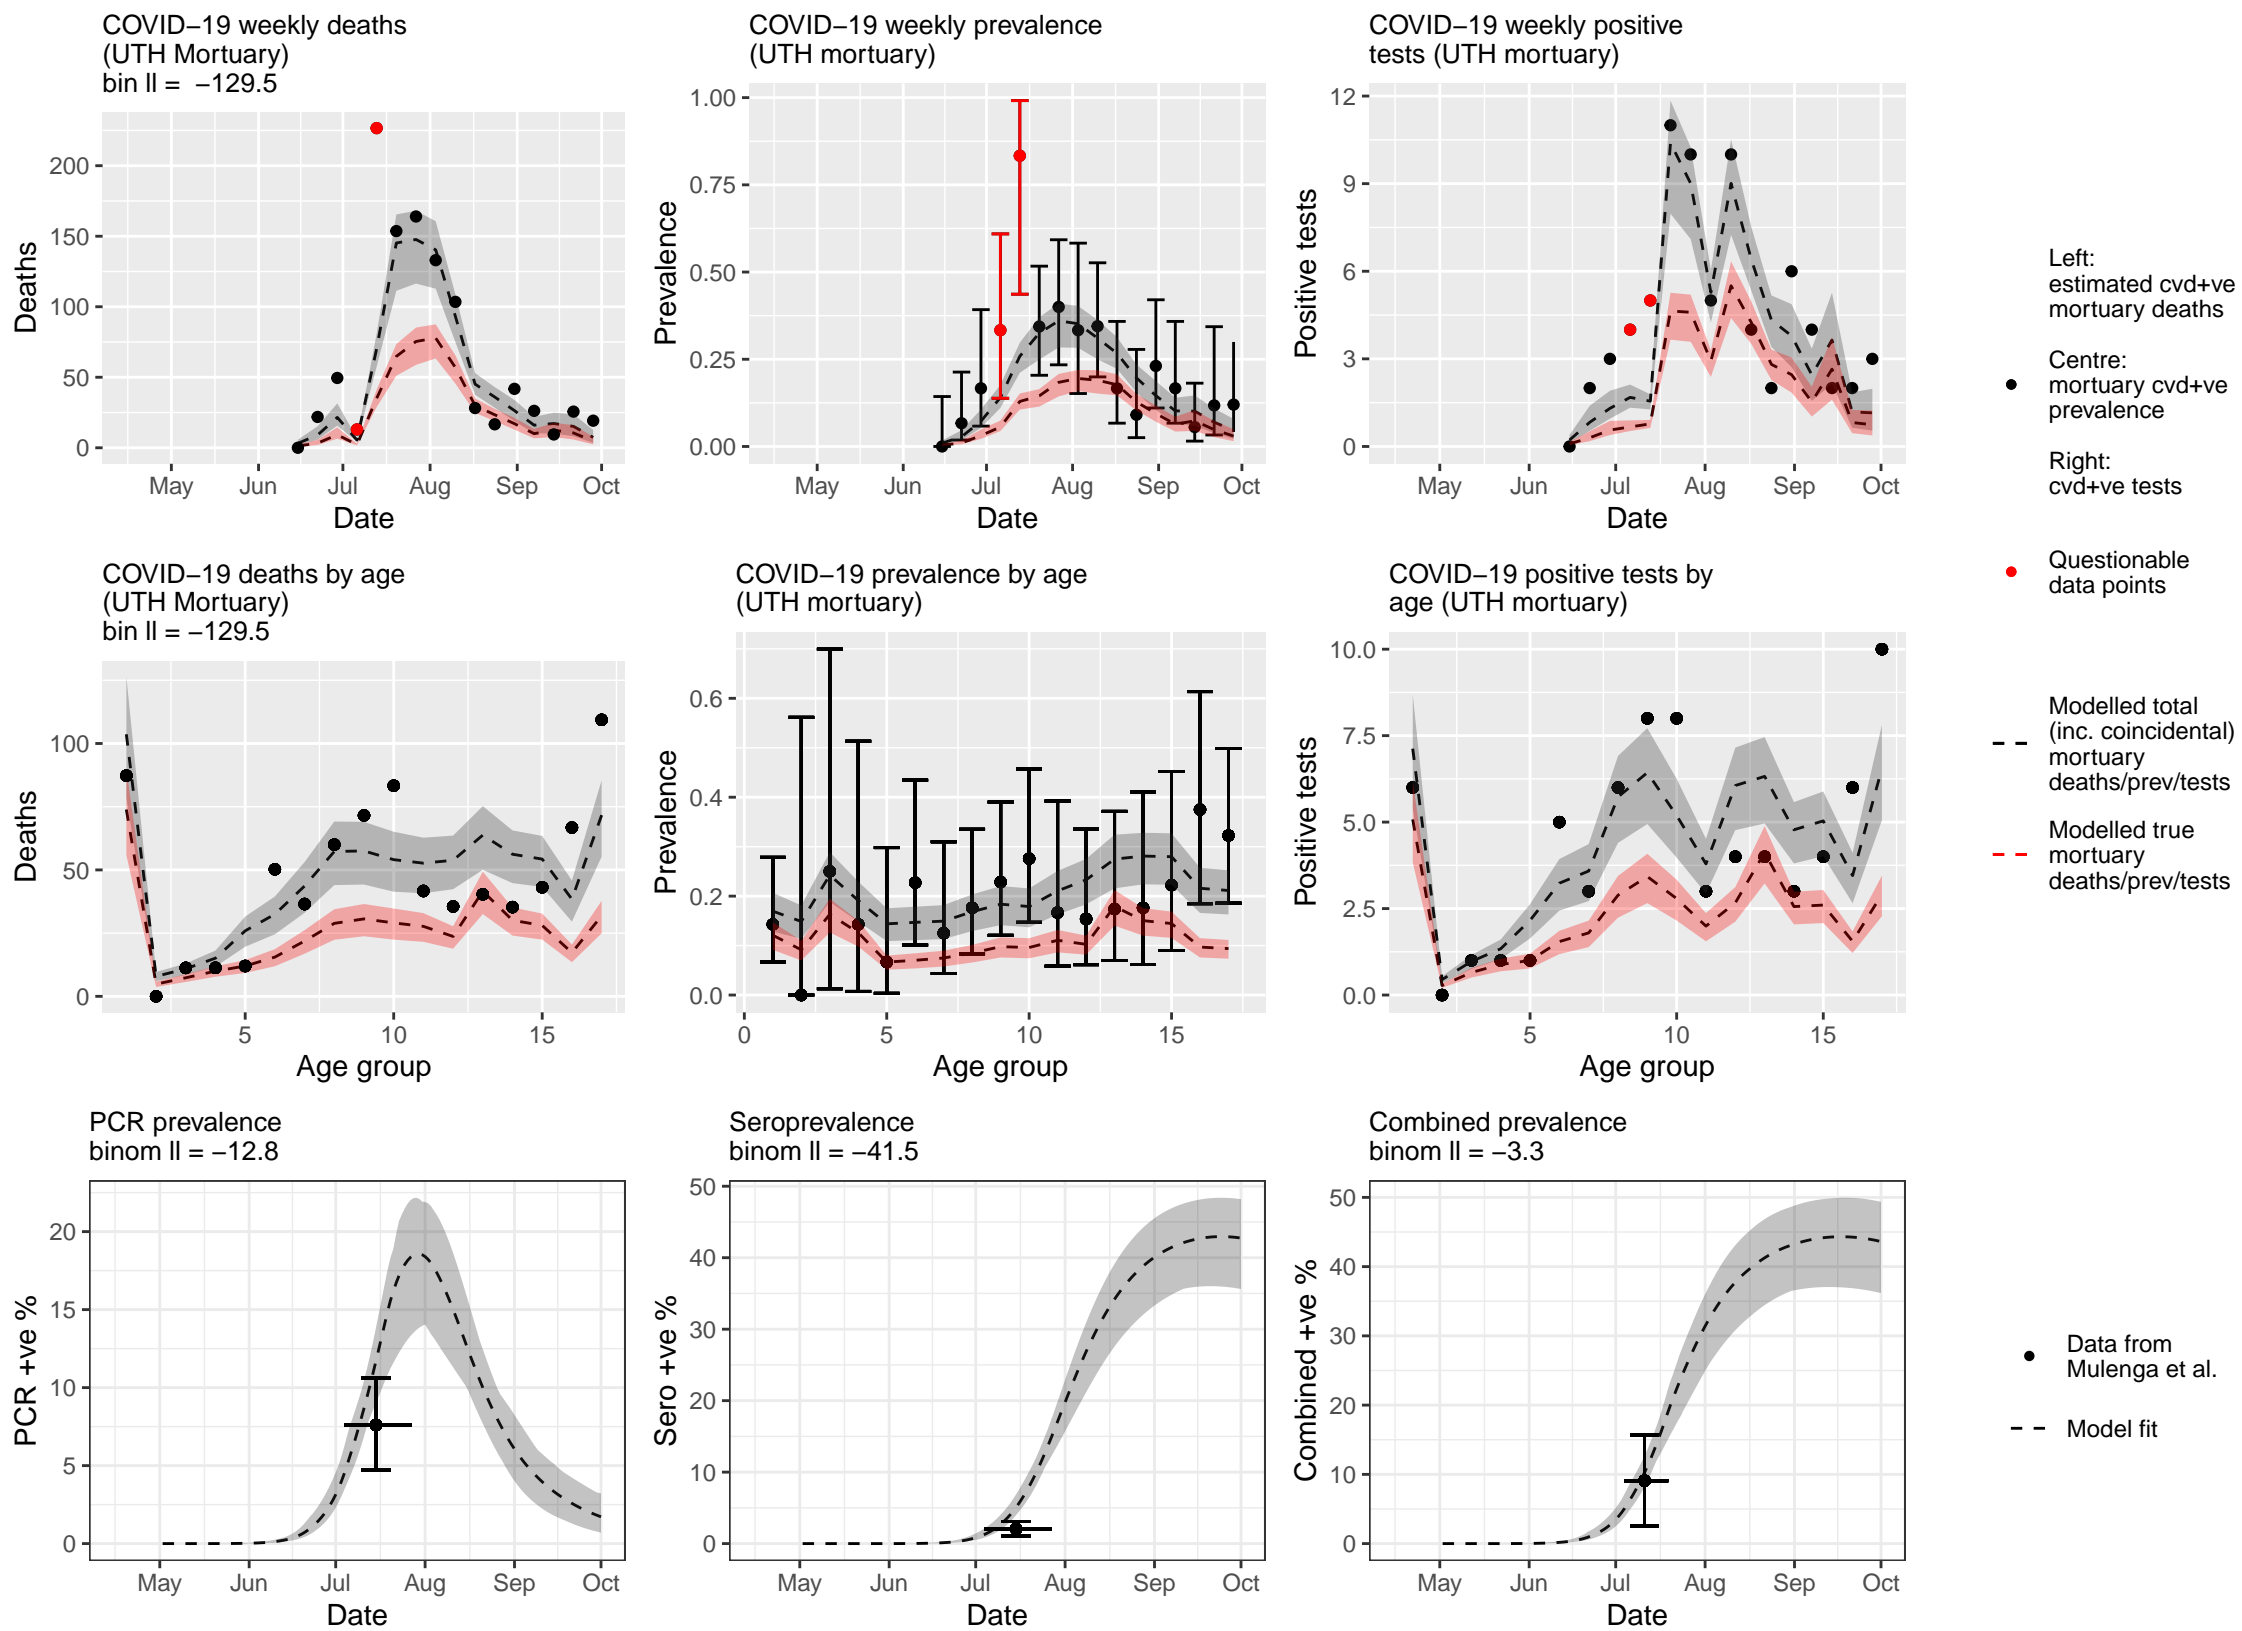 COVID−19 weekly deaths
(UTH Mortuary)
bin ll =  −129.5
Deaths
200
150
100
50
0
May Jun Jul Aug Sep Oct
Date
COVID−19 weekly prevalence
(UTH mortuary)
Prevalence
1.00
0.75
0.50
0.25
0.00
May Jun Jul Aug Sep Oct
Date
COVID−19 weekly positive
tests (UTH mortuary)
Positive tests
12
9
6
3
0
May Jun Jul Aug Sep Oct
Date
COVID−19 deaths by age
(UTH Mortuary)
bin ll = −129.5
Deaths
100
50
0
5 10 15
Age group
COVID−19 prevalence by age
(UTH mortuary)
Prevalence
0.6
0.4
0.2
0.0
0 5 10 15
Age group
COVID−19 positive tests by
age (UTH mortuary)
Positive tests
10.0
7.5
5.0
2.5
0.0
5 10 15
Age group
PCR prevalence
binom ll = −12.8
PCR +ve %
20
15
10
5
0
May Jun Jul Aug Sep Oct
Date
Seroprevalence
binom ll = −41.5
Sero +ve %
50
40
30
20
10
0
May Jun Jul Aug Sep Oct
Date
Combined prevalence
binom ll = −3.3
Combined +ve %
50
40
30
20
10
0
May Jun Jul Aug Sep Oct
Date
Left:
estimated cvd+ve
mortuary deaths
Centre:
mortuary cvd+ve
prevalence
Right:
cvd+ve tests
Questionable
data points
Modelled total
(inc. coincidental)
mortuary
deaths/prev/tests
Modelled true
mortuary
deaths/prev/tests
Data from
Mulenga et al.
Model fit